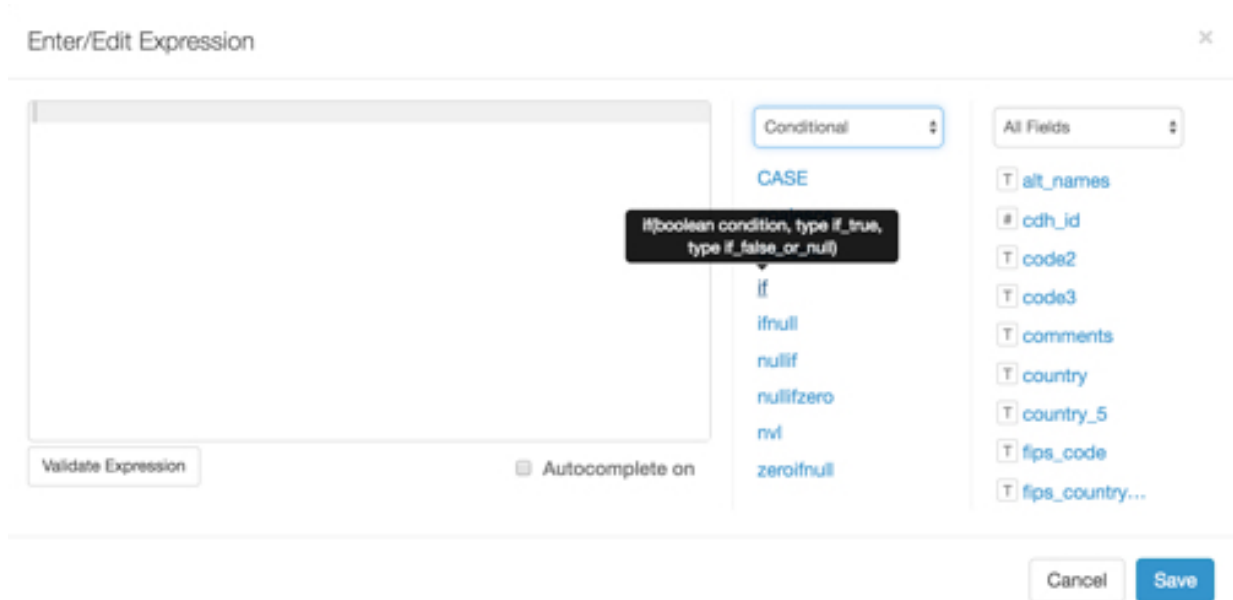 Enter/Edit Expression
×
Conditional
CASE
if(boolean condition, type if_true,
type if_false_or_null)
if
ifnull
nullif
nullifzero
nvl
zeroifnull
All Fields
T alt_names
# cdh_id
T code2
T code3
T comments
T country
T country_5
T fips_code
T fips_country...
Validate Expression
Autocomplete on
Cancel
Save